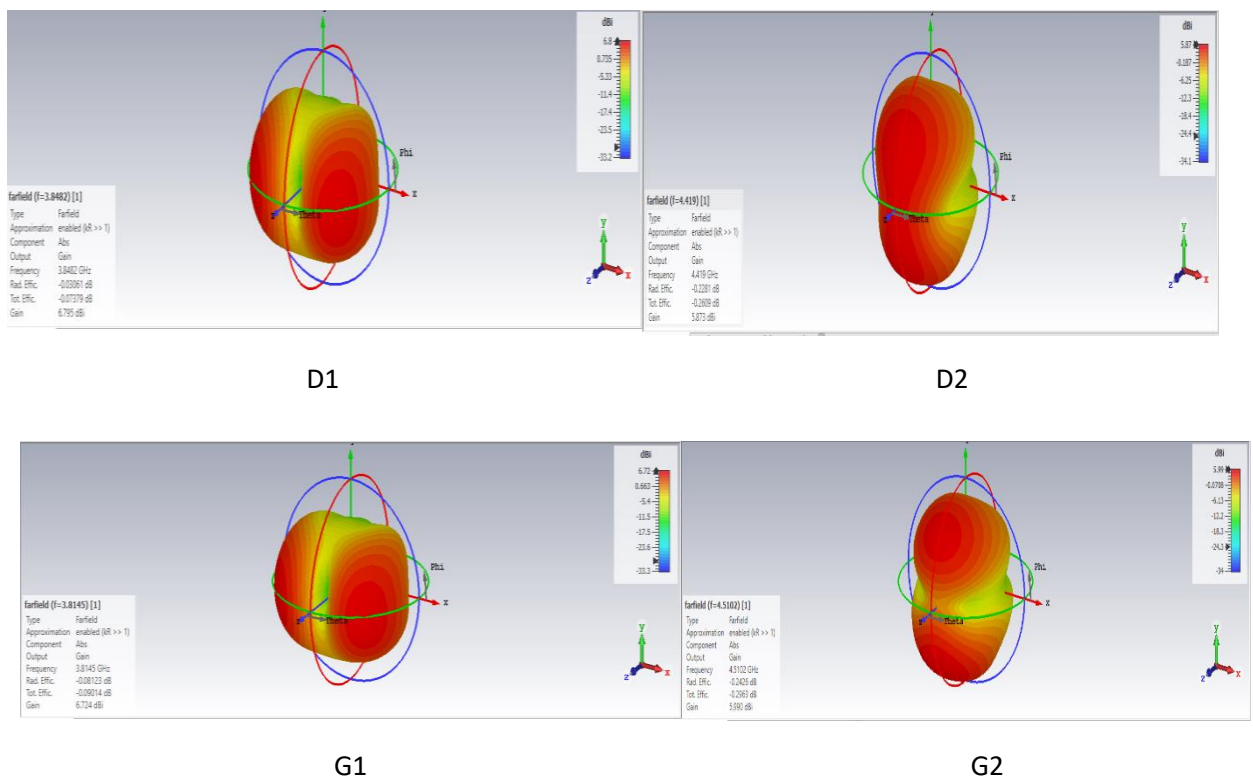 dBi
6.8
0.735
-5.33
-11.4
-17.4
-23.5
-33.2
Phi
x
z
Theta
y
z
x
farfield (f=3.8482) [1]
Type Farfield
Approximation enabled (kR >> 1)
Component Abs
Output Gain
Frequency 3.8482 GHz
Rad. Effic. -0.03061 dB
Tot. Effic. -0.07379 dB
Gain 6.795 dBi
dBi
5.87
-0.187
-6.25
-12.3
-18.4
-24.4
-34.1
Phi
x
z
Theta
y
z
x
farfield (f=4.419) [1]
Type Farfield
Approximation enabled (kR >> 1)
Component Abs
Output Gain
Frequency 4.419 GHz
Rad. Effic. -0.2281 dB
Tot. Effic. -0.2609 dB
Gain 5.873 dBi
D1
D2
dBi
6.72
0.663
-5.4
-11.5
-17.5
-23.6
-33.3
Phi
x
z
Theta
y
z
x
farfield (f=3.8145) [1]
Type Farfield
Approximation enabled (kR >> 1)
Component Abs
Output Gain
Frequency 3.8145 GHz
Rad. Effic. -0.08123 dB
Tot. Effic. -0.09014 dB
Gain 6.724 dBi
dBi
5.99
-0.0708
-6.13
-12.2
-18.3
-24.3
-34
Phi
x
z
Theta
y
z
x
farfield (f=4.5102) [1]
Type Farfield
Approximation enabled (kR >> 1)
Component Abs
Output Gain
Frequency 4.5102 GHz
Rad. Effic. -0.2426 dB
Tot. Effic. -0.2963 dB
Gain 5.990 dBi
G1
G2